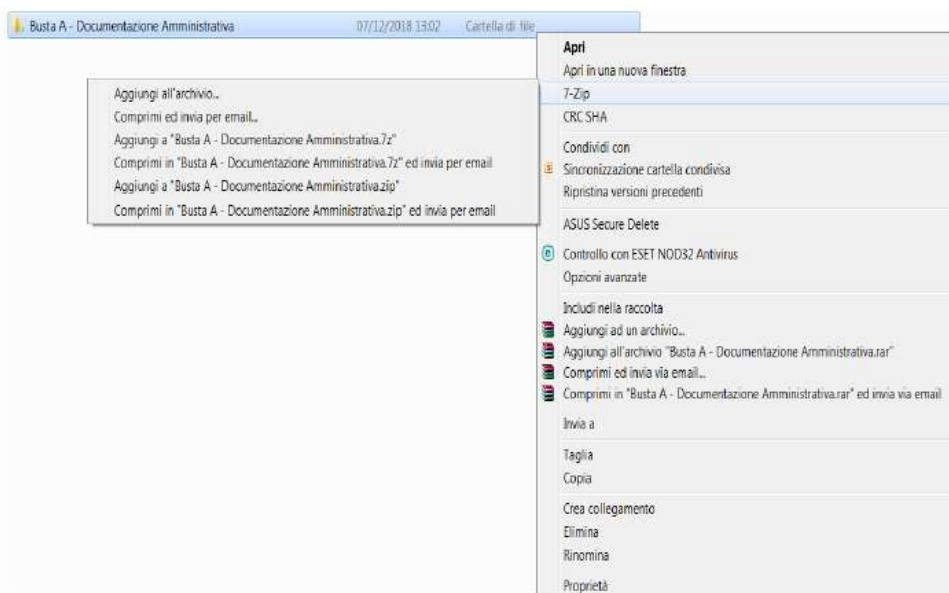 Busta A - Documentazione Amministrativa 07/12/2018 13:02 Cartella di file
Apri
Apri in una nuova finestra
7-Zip
CRC SHA
Condividi con
Sincronizzazione cartella condivisa
Ripristina versioni precedenti
ASUS Secure Delete
Controllo con ESET NOD32 Antivirus
Opzioni avanzate
Includi nella raccolta
Aggiungi ad un archivio...
Aggiungi all'archivio "Busta A - Documentazione Amministrativa.rar"
Comprimi ed invia via email...
Comprimi in "Busta A - Documentazione Amministrativa.rar" ed invia via email
Invia a
Taglia
Copia
Crea collegamento
Elimina
Rinomina
Proprietà
Aggiungi all'archivio...
Comprimi ed invia per email...
Aggiungi a "Busta A - Documentazione Amministrativa.7z"
Comprimi in "Busta A - Documentazione Amministrativa.7z" ed invia per email
Aggiungi a "Busta A - Documentazione Amministrativa.zip"
Comprimi in "Busta A - Documentazione Amministrativa.zip" ed invia per email